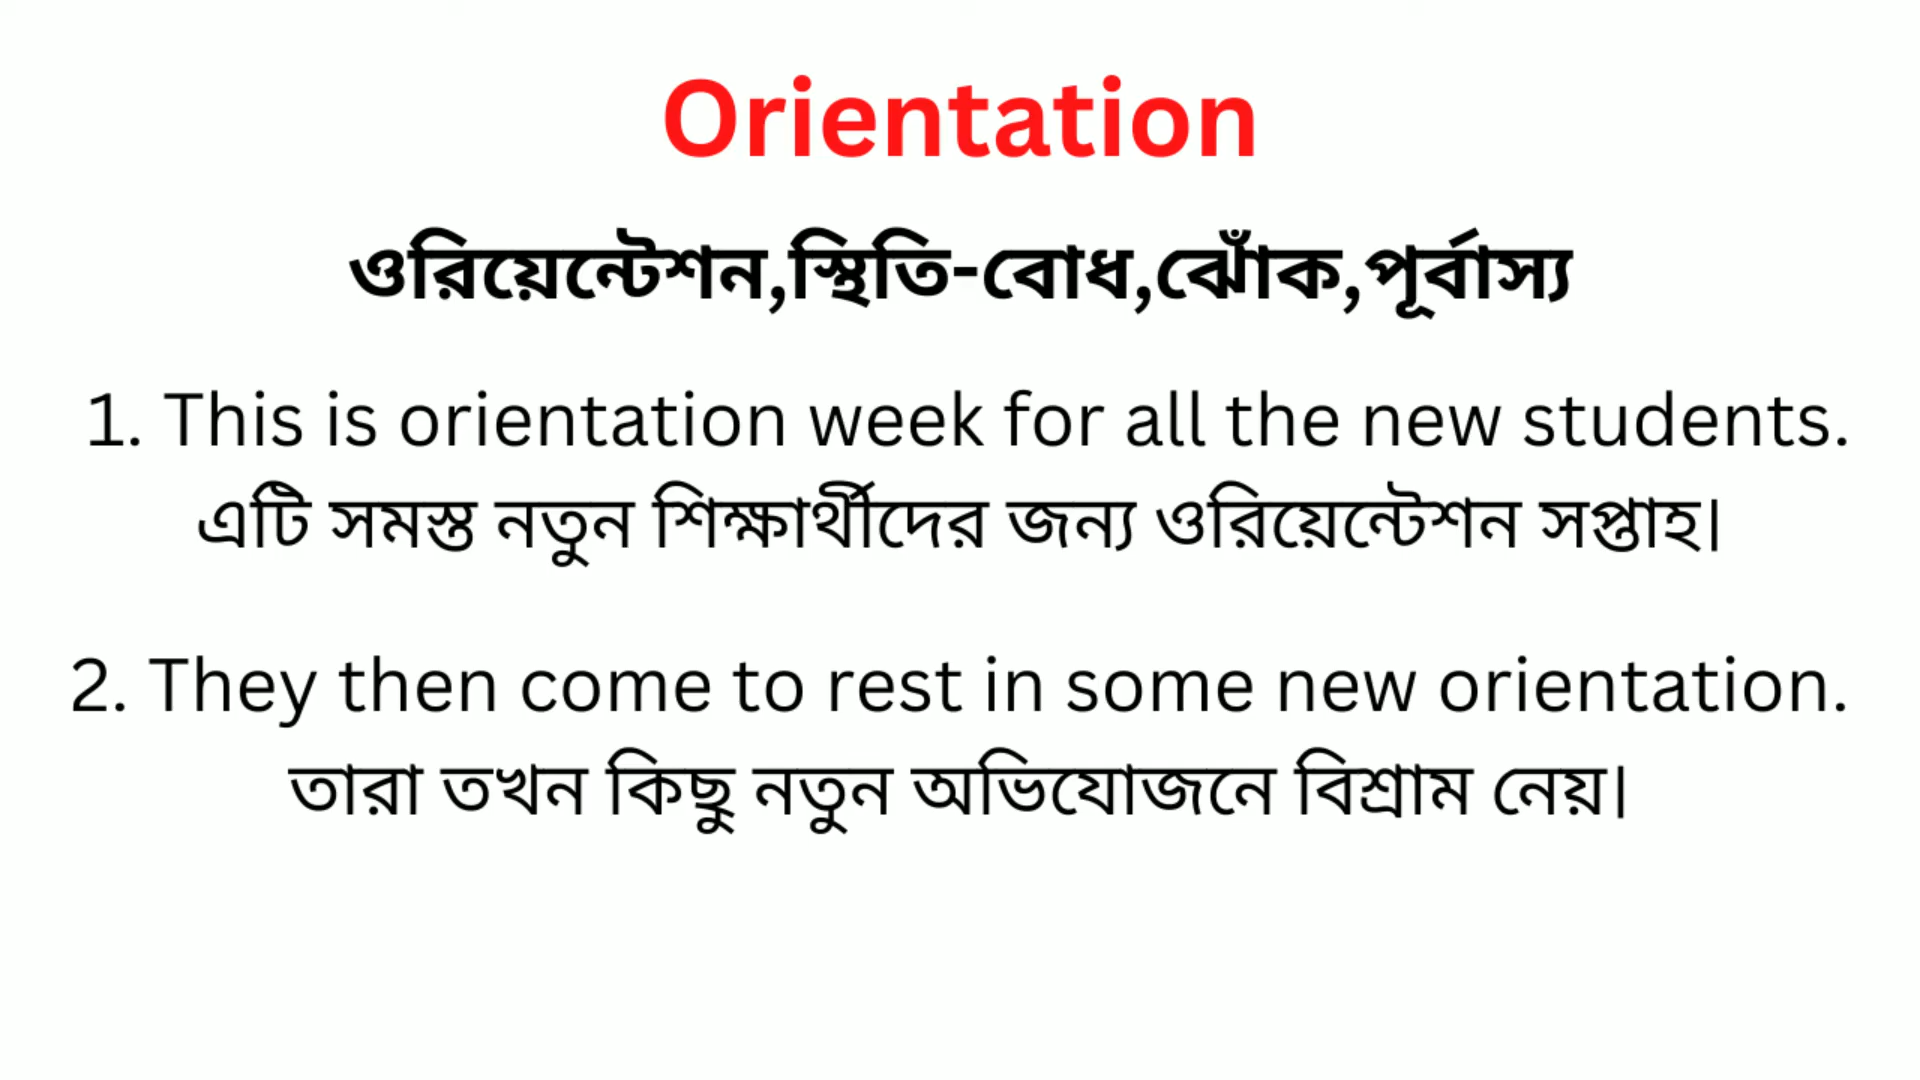 Orientation
ওরিয়েন্টেশন,স্থিতি-বোধ,ঝোঁক,পূর্বাস্য
1. This is orientation week for all the new students.
এটি সমস্ত নতুন শিক্ষার্থীদের জন্য ওরিয়েন্টেশন সপ্তাহ।
2. They then come to rest in some new orientation.
তারা তখন কিছু নতুন অভিযোজনে বিশ্রাম নেয়।